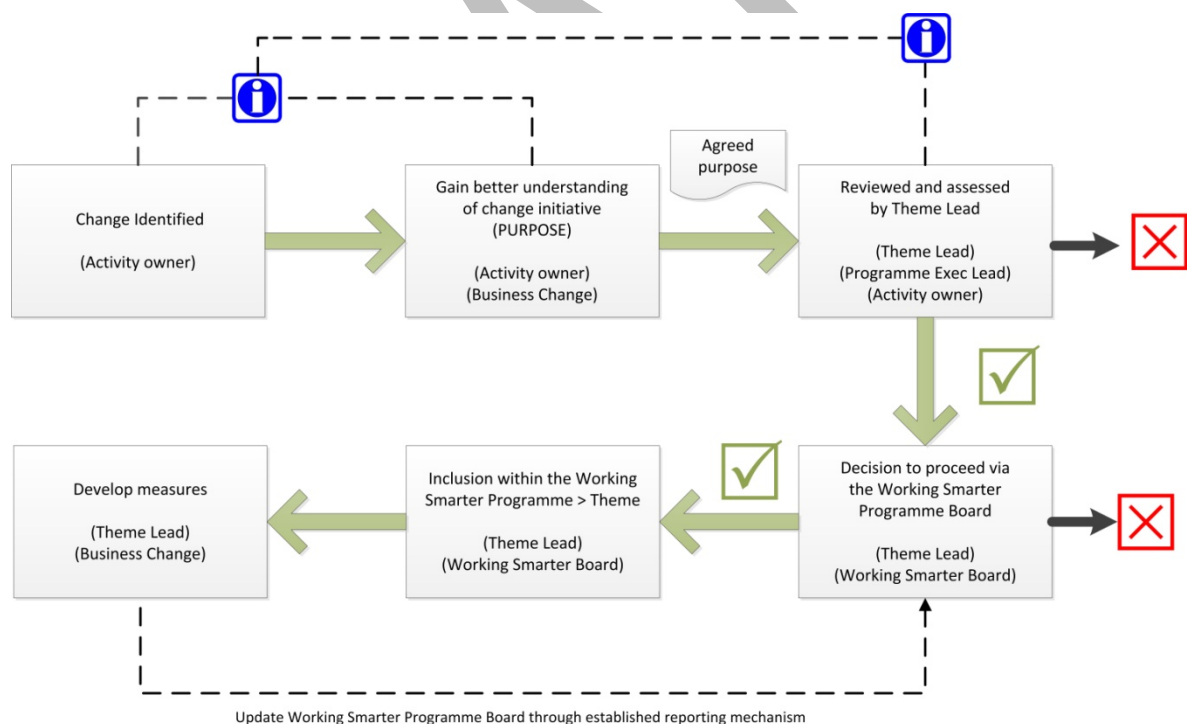 Change Identified
(Activity owner)
Gain better understanding
of change initiative
(PURPOSE)
(Activity owner)
(Business Change)
Agreed
purpose
Reviewed and assessed
by Theme Lead
(Theme Lead)
(Programme Exec Lead)
(Activity owner)
Develop measures
(Theme Lead)
(Business Change)
Inclusion within the Working
Smarter Programme > Theme
(Theme Lead)
(Working Smarter Board)
Decision to proceed via
the Working Smarter
Programme Board
(Theme Lead)
(Working Smarter Board)
Update Working Smarter Programme Board through established reporting mechanism